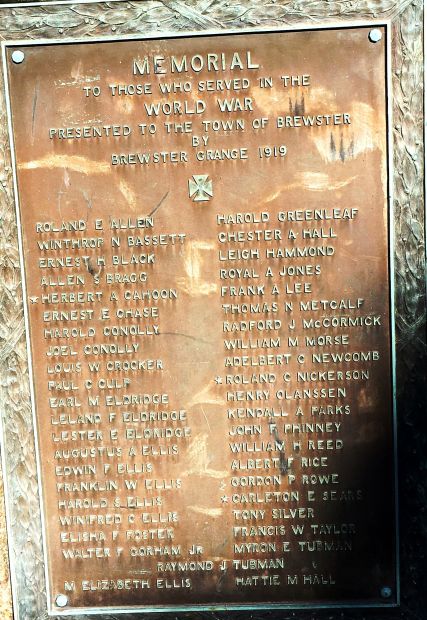 MEMORIAL
TO THOSE WHO SERVED IN THE
WORLD WAR
PRESENTED TO THE TOWN OF BREWSTER
BY
BREWSTER GRANGE 1919
ROLAND E ALLEN
WINTHROP N BASSETT
ERNEST H BLACK
ALLEN S BRAGG
*HERBERT A CAHOON
ERNEST E CHASE
HAROLD CONOLLY
JOEL CONOLLY
LOUIS W CROCKER
PAUL C CULP
EARL M ELDRIDGE
LELAND F ELDRIDGE
LESTER E ELDRIDGE
AUGUSTUS A ELLIS
EDWIN F ELLIS
FRANKLIN W ELLIS
HAROLD S ELLIS
WINIFRED C ELLIS
ELISHA F FOSTER
WALTER F GORHAM JR
HAROLD GREENLEAF
CHESTER A HALL
LEIGH HAMMOND
ROYAL A JONES
FRANK A LEE
THOMAS N METCALF
RADFORD J McCORMICK
WILLIAM M MORSE
ADELBERT C NEWCOMB
*ROLAND C NICKERSON
HENRY OLANSSEN
KENDALL A PARKS
JOHN F PHINNEY
WILLIAM H REED
ALBERT F RICE
GORDON P ROWE
*CARLETON E SEARS
TONY SILVER
FRANCIS W TAYLOR
MYRON E TUBMAN
RAYMOND J TUBMAN
M ELIZABETH ELLIS
HATTIE M HALL